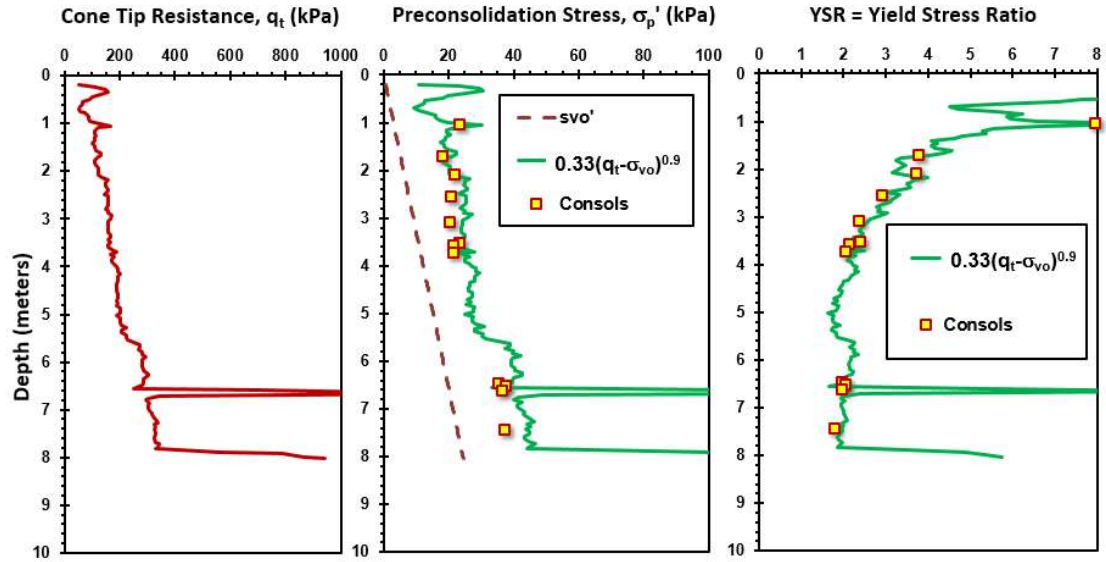 Cone Tip Resistance, qt (kPa)
0 200 400 600 800 1000
Depth (meters)
0
1
2
3
4
5
6
7
8
9
10
Preconsolidation Stress, σp' (kPa)
0 20 40 60 80 100
0
1
2
3
4
5
6
7
8
9
10
svo'
0.33(qt-σvo)0.9
Consols
YSR = Yield Stress Ratio
0 1 2 3 4 5 6 7 8
0
1
2
3
4
5
6
7
8
9
10
0.33(qt-σvo)0.9
Consols